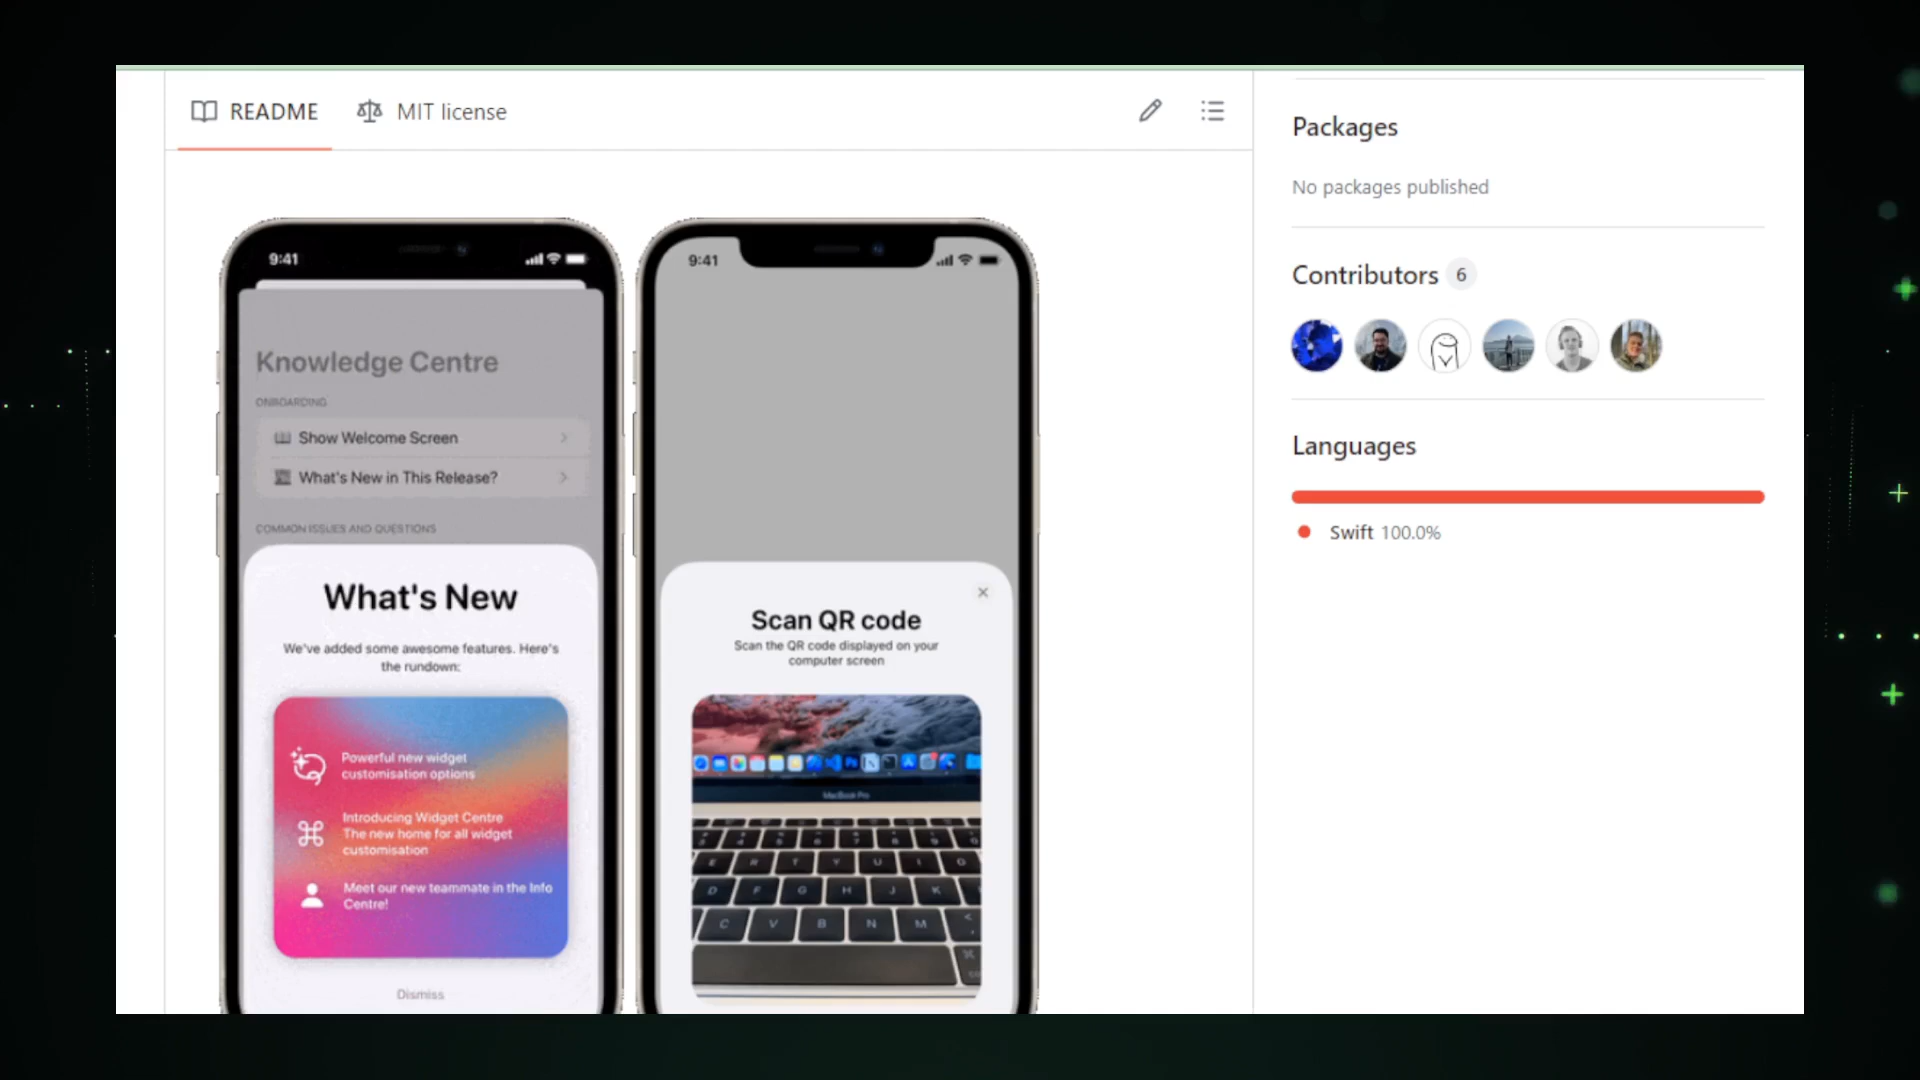 README
MIT license
9:41
Knowledge Centre
ONBOARDING
Show Welcome Screen
What's New in This Release?
COMMON ISSUES AND QUESTIONS
What's New
We've added some awesome features. Here's
the rundown:
Powerful new widget
customisation options
Introducing Widget Centre
The new home for all widget
customisation
Meet our new teammate in the Info
Centre!
Dismiss
9:41
Scan QR code
Scan the QR code displayed on your
computer screen
MacBook Pro
E R T Y U I O
D F G H J K
C V B N M
Packages
No packages published
Contributors 6
Languages
Swift 100.0%